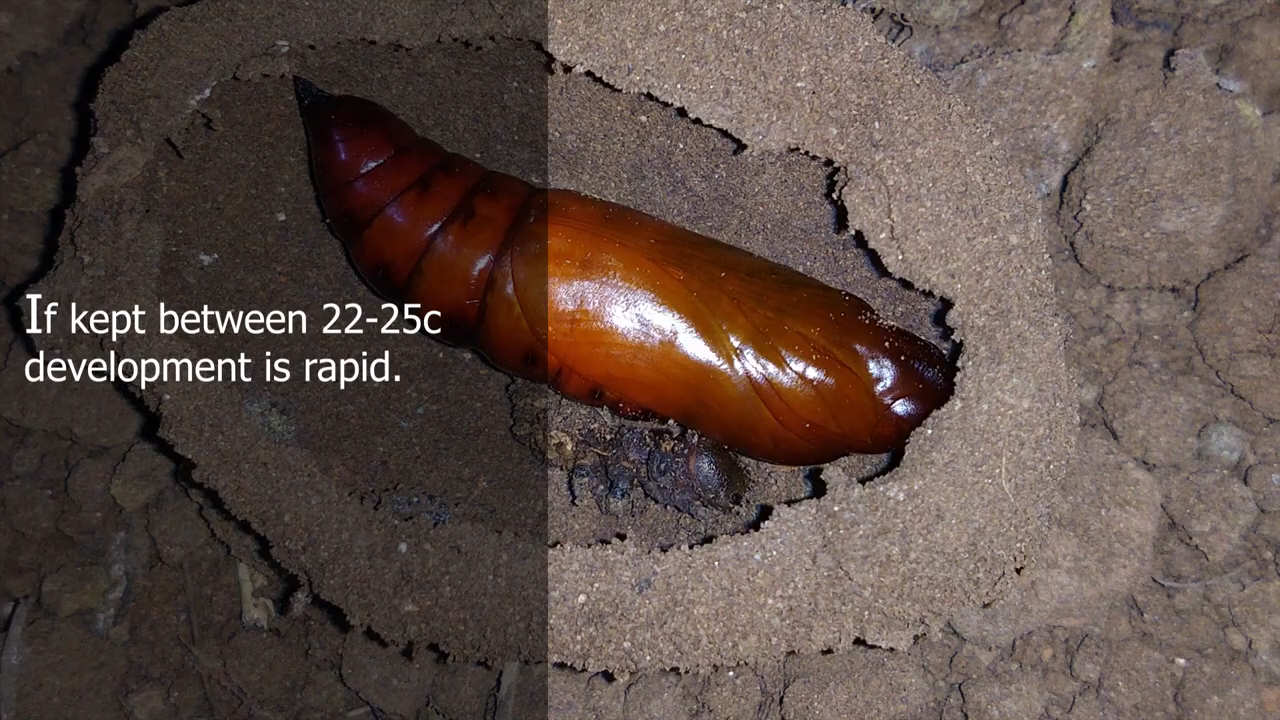 If kept between 22-25c
development is rapid.